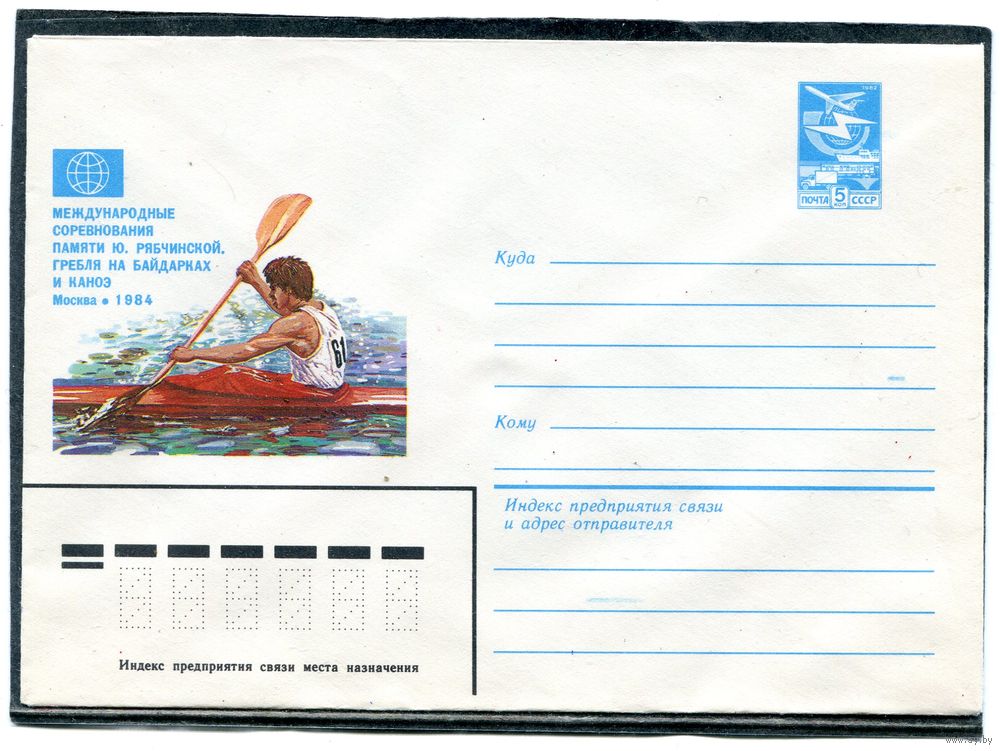 1982
ПОЧТА 5 КОП СССР
МЕЖДУНАРОДНЫЕ
СОРЕВНОВАНИЯ
ПАМЯТИ Ю. РЯБЧИНСКОЙ.
ГРЕБЛЯ НА БАЙДАРКАХ
И КАНОЭ
Москва • 1984
61
Куда
Кому
Индекс предприятия связи
и адрес отправителя
Индекс предприятия связи места назначения